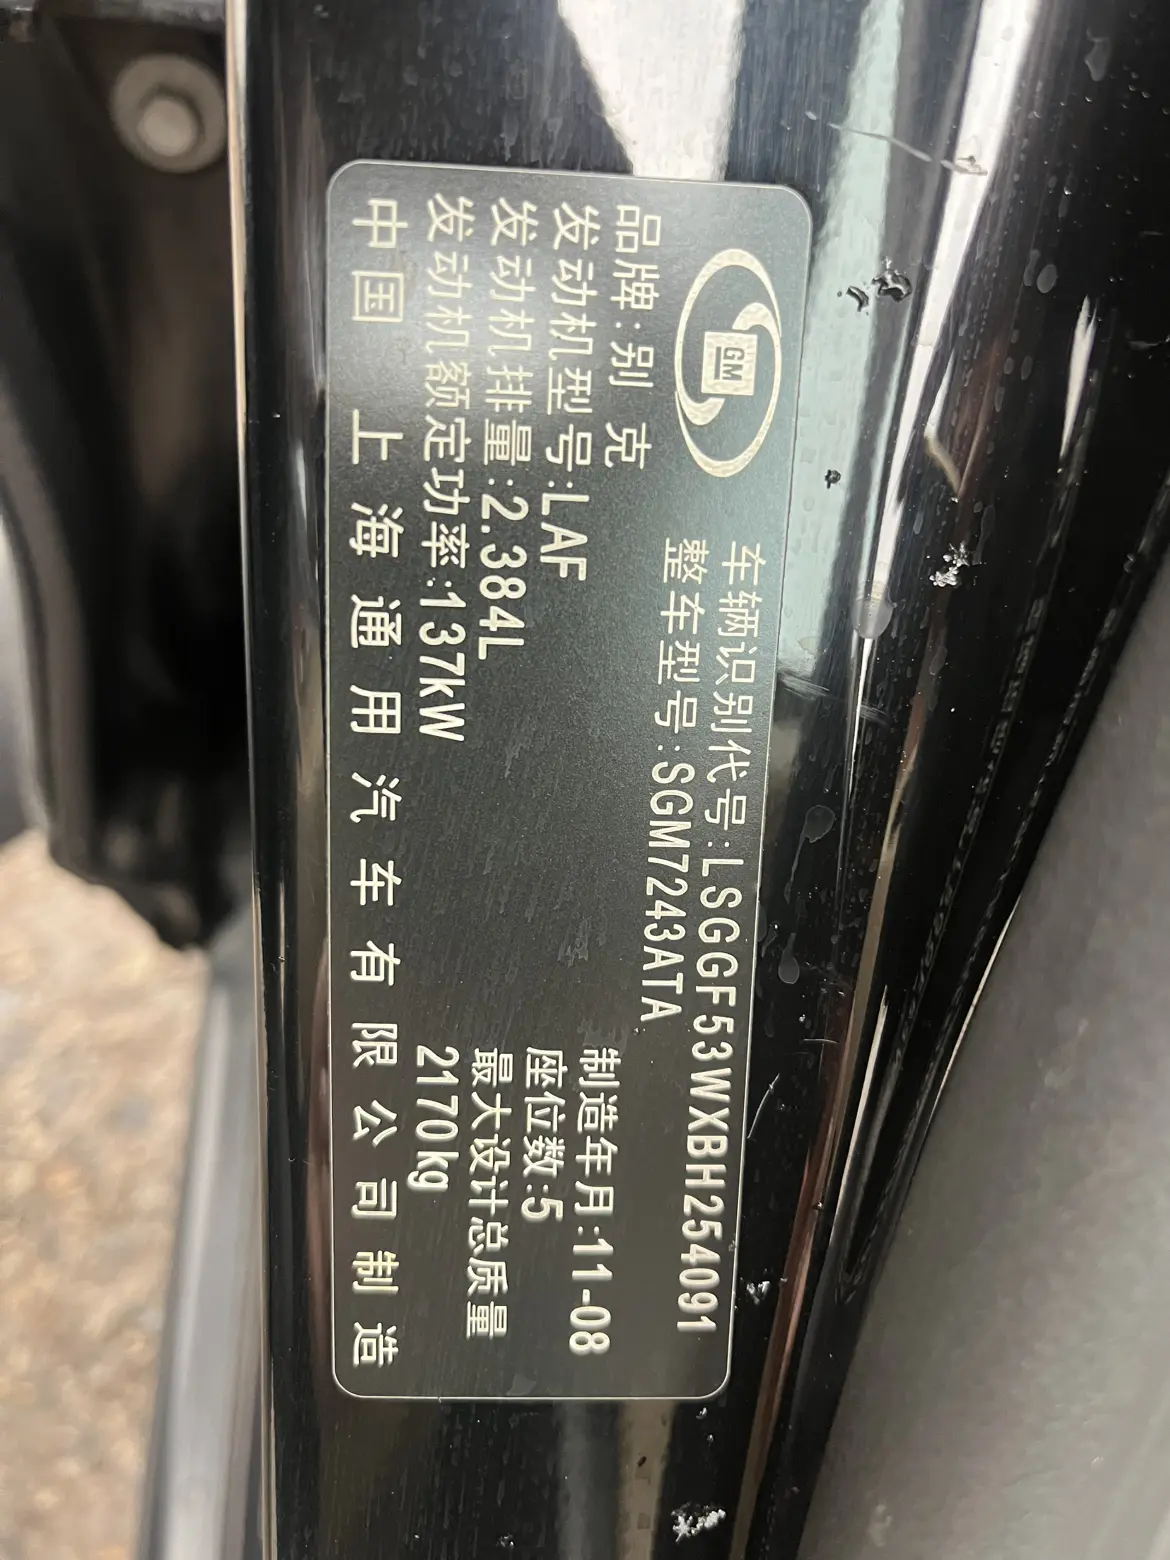 GM
车辆识别代号:LSGGF53WXBH254091
整车型号:SGM7243ATA
品牌:别 克
发动机型号:LAF
制造年月:11-08
发动机排量:2.384L
座位数:5
发动机额定功率:137kW
最大设计总质量
2170kg
中国 上海通用汽车有限公司制造